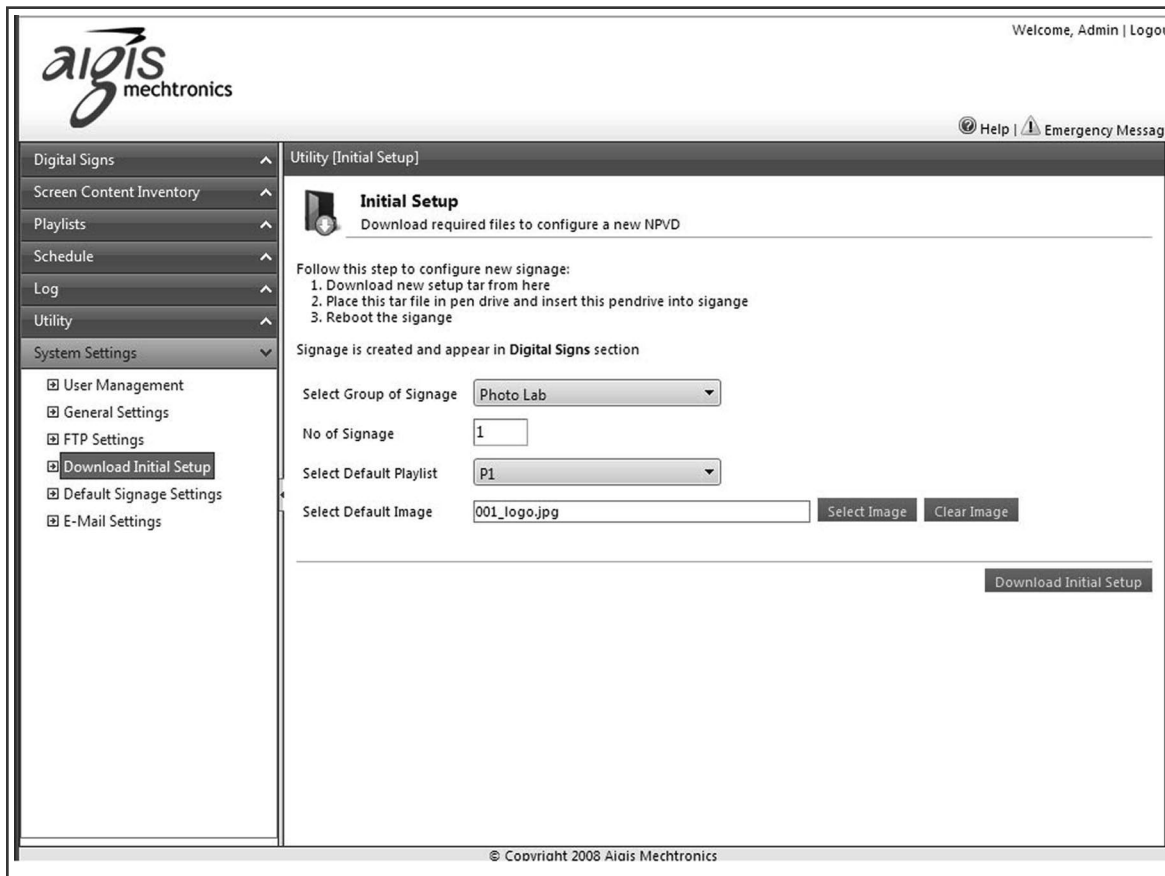 Welcome, Admin | Logou
aigis
mechtronics
Help | Emergency Messag
Digital Signs
Screen Content Inventory
Playlists
Schedule
Log
Utility
System Settings
User Management
General Settings
FTP Settings
Download Initial Setup
Default Signage Settings
E-Mail Settings
Utility [Initial Setup]
Initial Setup
Download required files to configure a new NPVD
Follow this step to configure new signage:
1. Download new setup tar from here
2. Place this tar file in pen drive and insert this pendrive into sigange
3. Reboot the sigange
Signage is created and appear in Digital Signs section
Select Group of Signage Photo Lab
No of Signage 1
Select Default Playlist P1
Select Default Image 001_logo.jpg Select Image Clear Image
Download Initial Setup
© Copyright 2008 Aigis Mechtronics